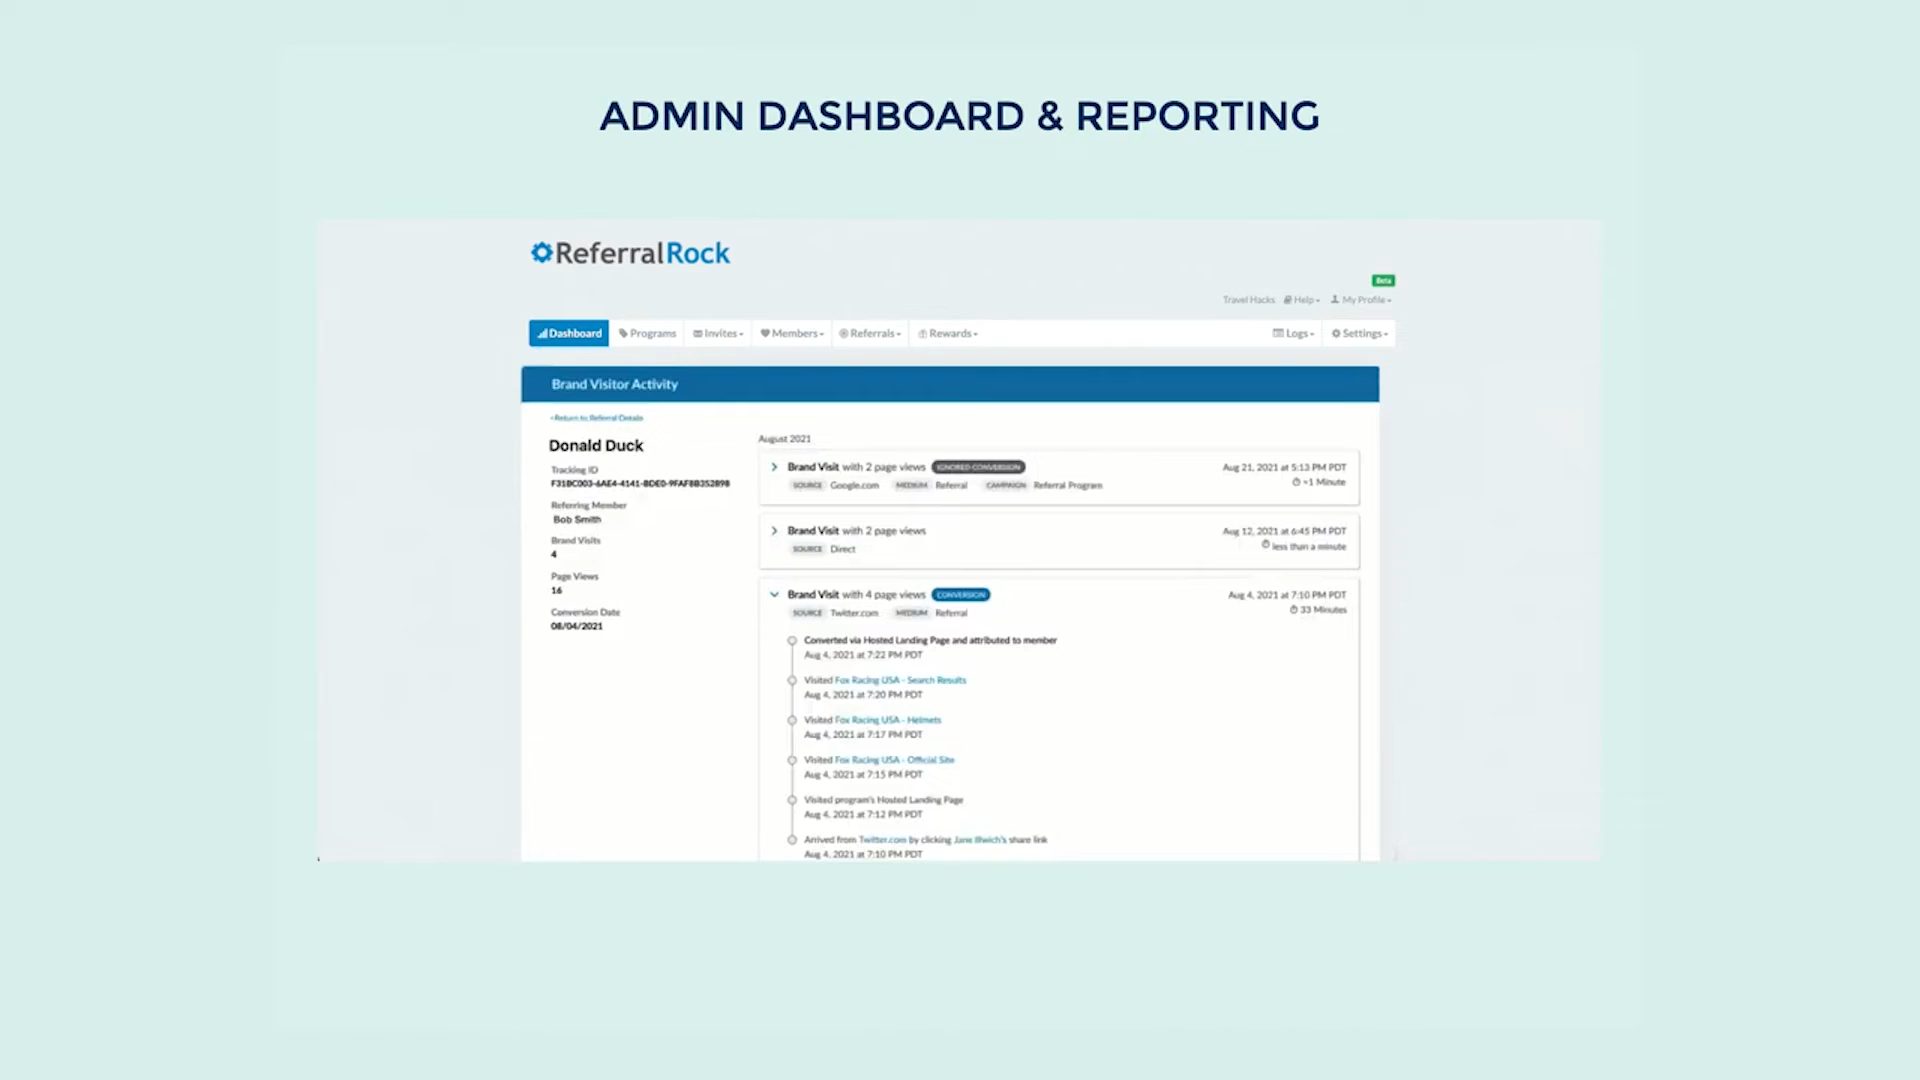 ADMIN DASHBOARD & REPORTING
ReferralRock
Beta
Travel Hacks Help My Profile
Dashboard Programs Invites Members Referrals Rewards Logs Settings
Brand Visitor Activity
Return to Referral Details
Donald Duck
Tracking ID
F31BC003-6AE4-4141-BDE0-9FAF8B352898
Referring Member
Bob Smith
Brand Visits
4
Page Views
16
Conversion Date
08/04/2021
August 2021
Brand Visit with 2 page views IGNORED CONVERSION Aug 21, 2021 at 5:13 PM PDT
SOURCE Google.com MEDIUM Referral CAMPAIGN Referral Program ~1 Minute
Brand Visit with 2 page views Aug 12, 2021 at 6:45 PM PDT
SOURCE Direct less than a minute
Brand Visit with 4 page views CONVERSION Aug 4, 2021 at 7:10 PM PDT
SOURCE Twitter.com MEDIUM Referral 33 Minutes
Converted via Hosted Landing Page and attributed to member
Aug 4, 2021 at 7:22 PM PDT
Visited Fox Racing USA - Search Results
Aug 4, 2021 at 7:20 PM PDT
Visited Fox Racing USA - Helmets
Aug 4, 2021 at 7:17 PM PDT
Visited Fox Racing USA - Official Site
Aug 4, 2021 at 7:15 PM PDT
Visited program's Hosted Landing Page
Aug 4, 2021 at 7:12 PM PDT
Arrived from Twitter.com by clicking Jane share link
Aug 4, 2021 at 7:10 PM PDT